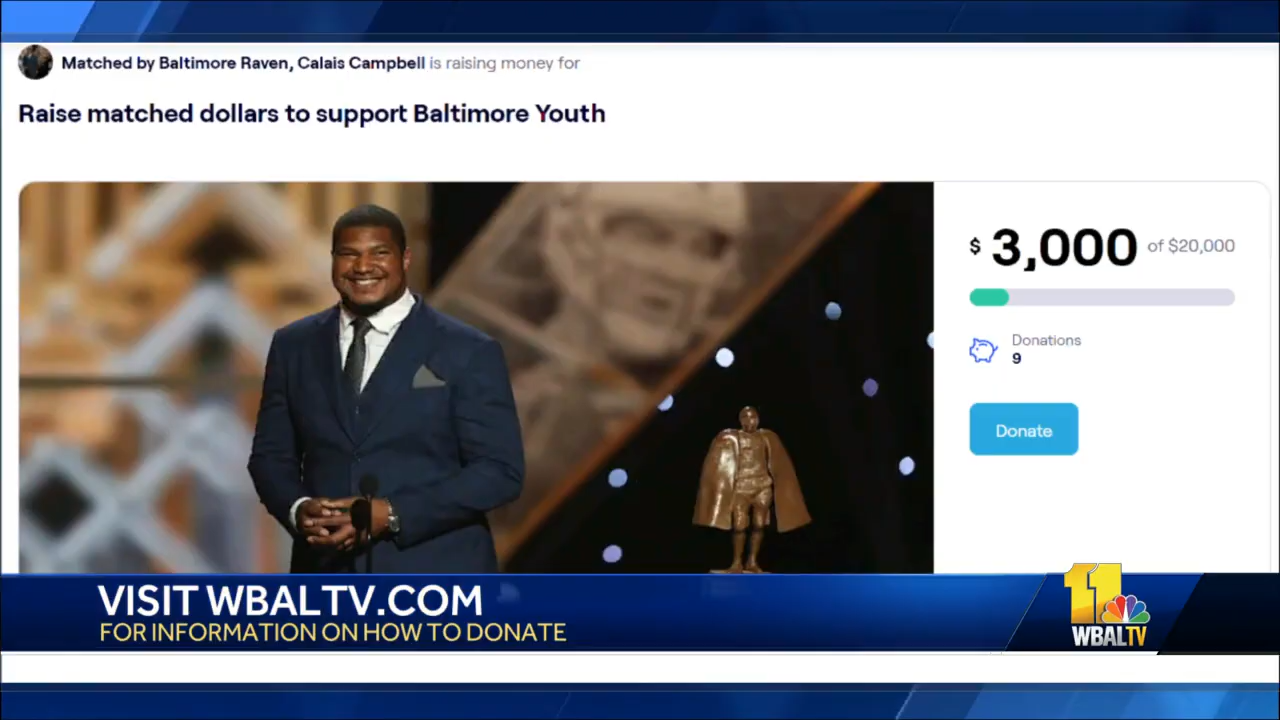 Matched by Baltimore Raven, Calais Campbell is raising money for
Raise matched dollars to support Baltimore Youth
$ 3,000 of $20,000
Donations
9
Donate
VISIT WBALTV.COM
FOR INFORMATION ON HOW TO DONATE
11
WBALTV